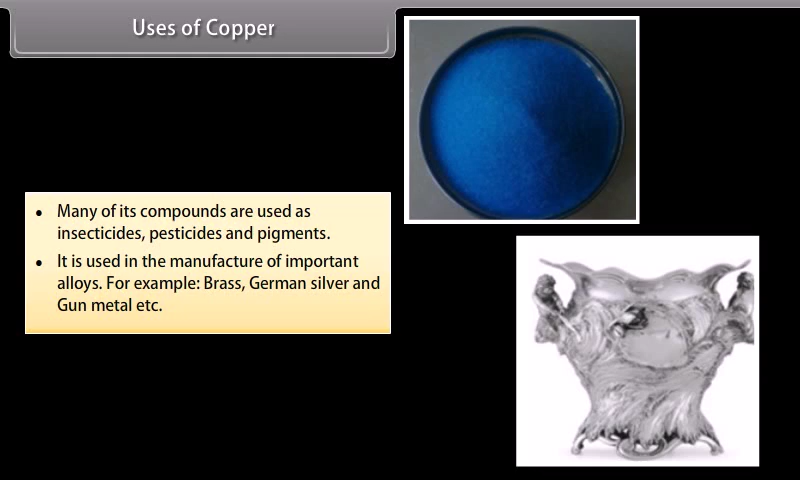 Uses of Copper
• Many of its compounds are used as
insecticides, pesticides and pigments.
• It is used in the manufacture of important
alloys. For example: Brass, German silver and
Gun metal etc.